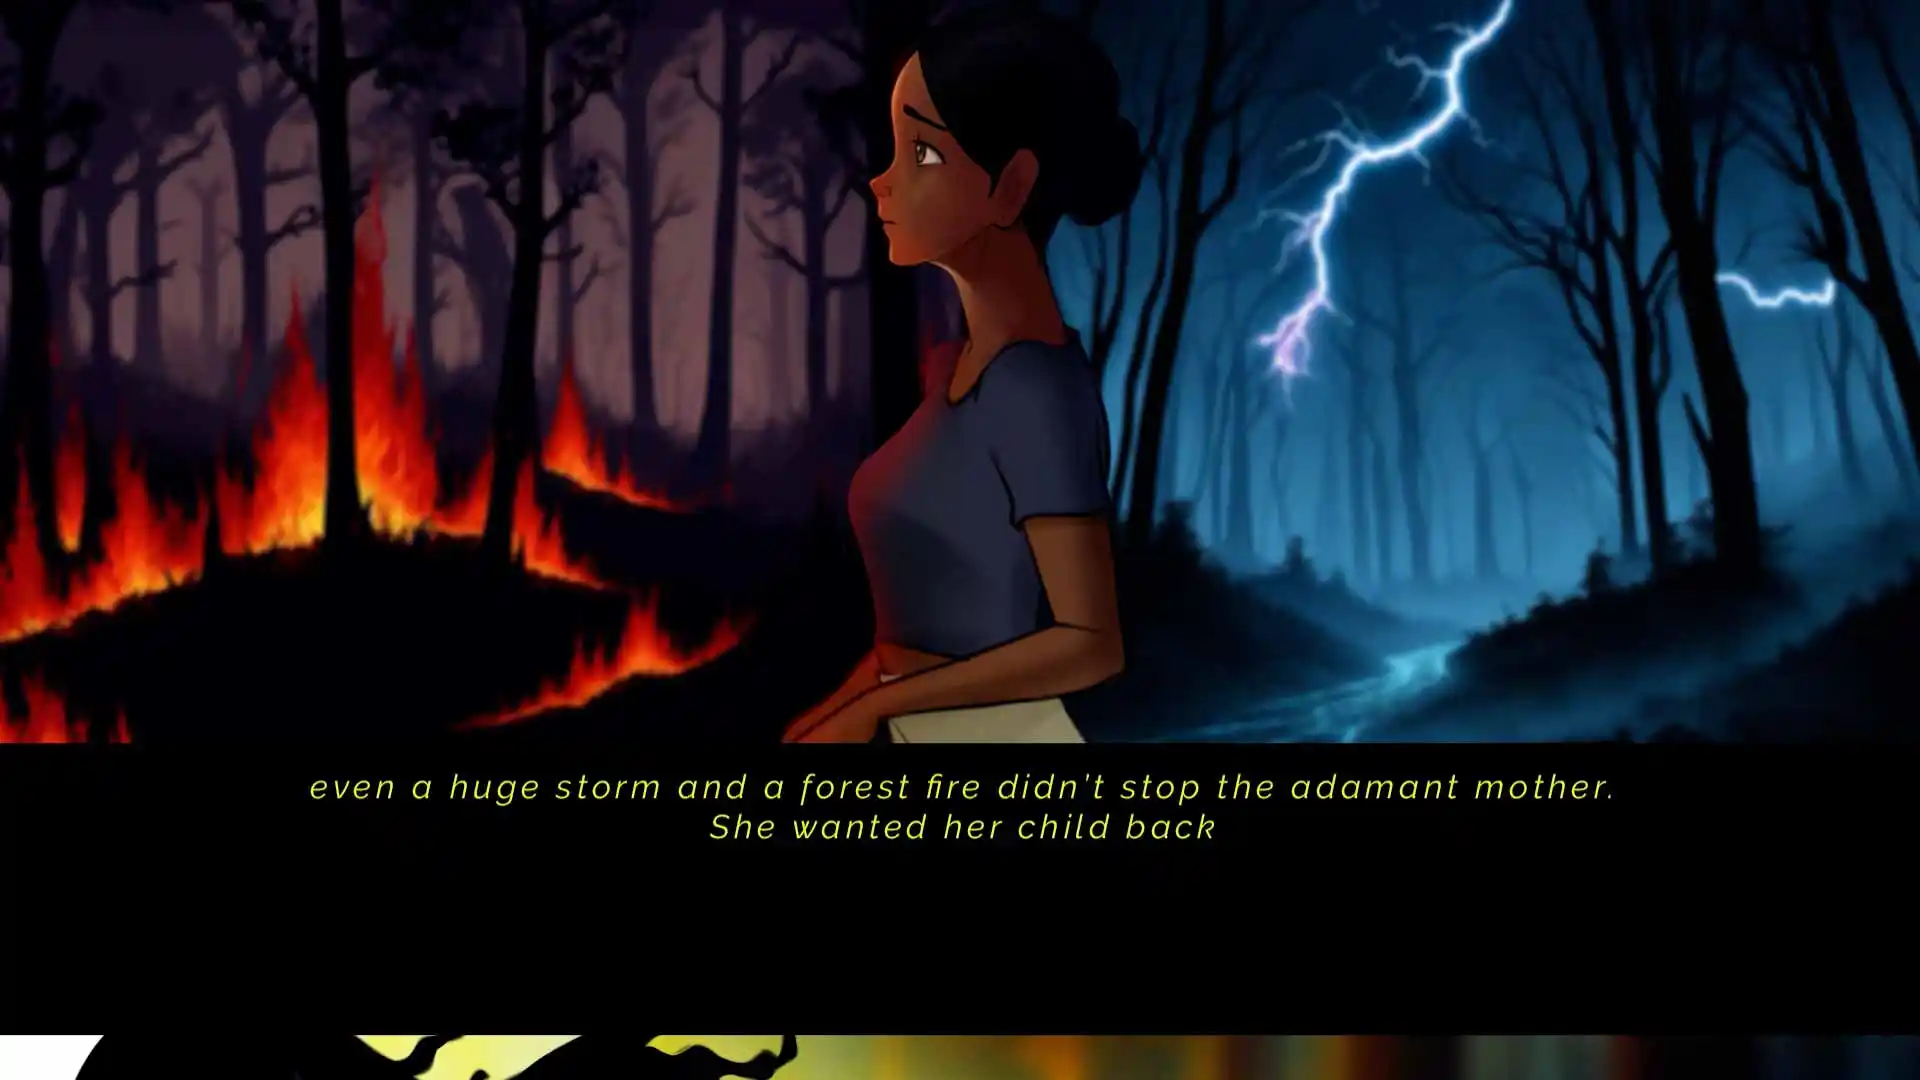 even a huge storm and a forest fire didn't stop the adamant mother.
She wanted her child back